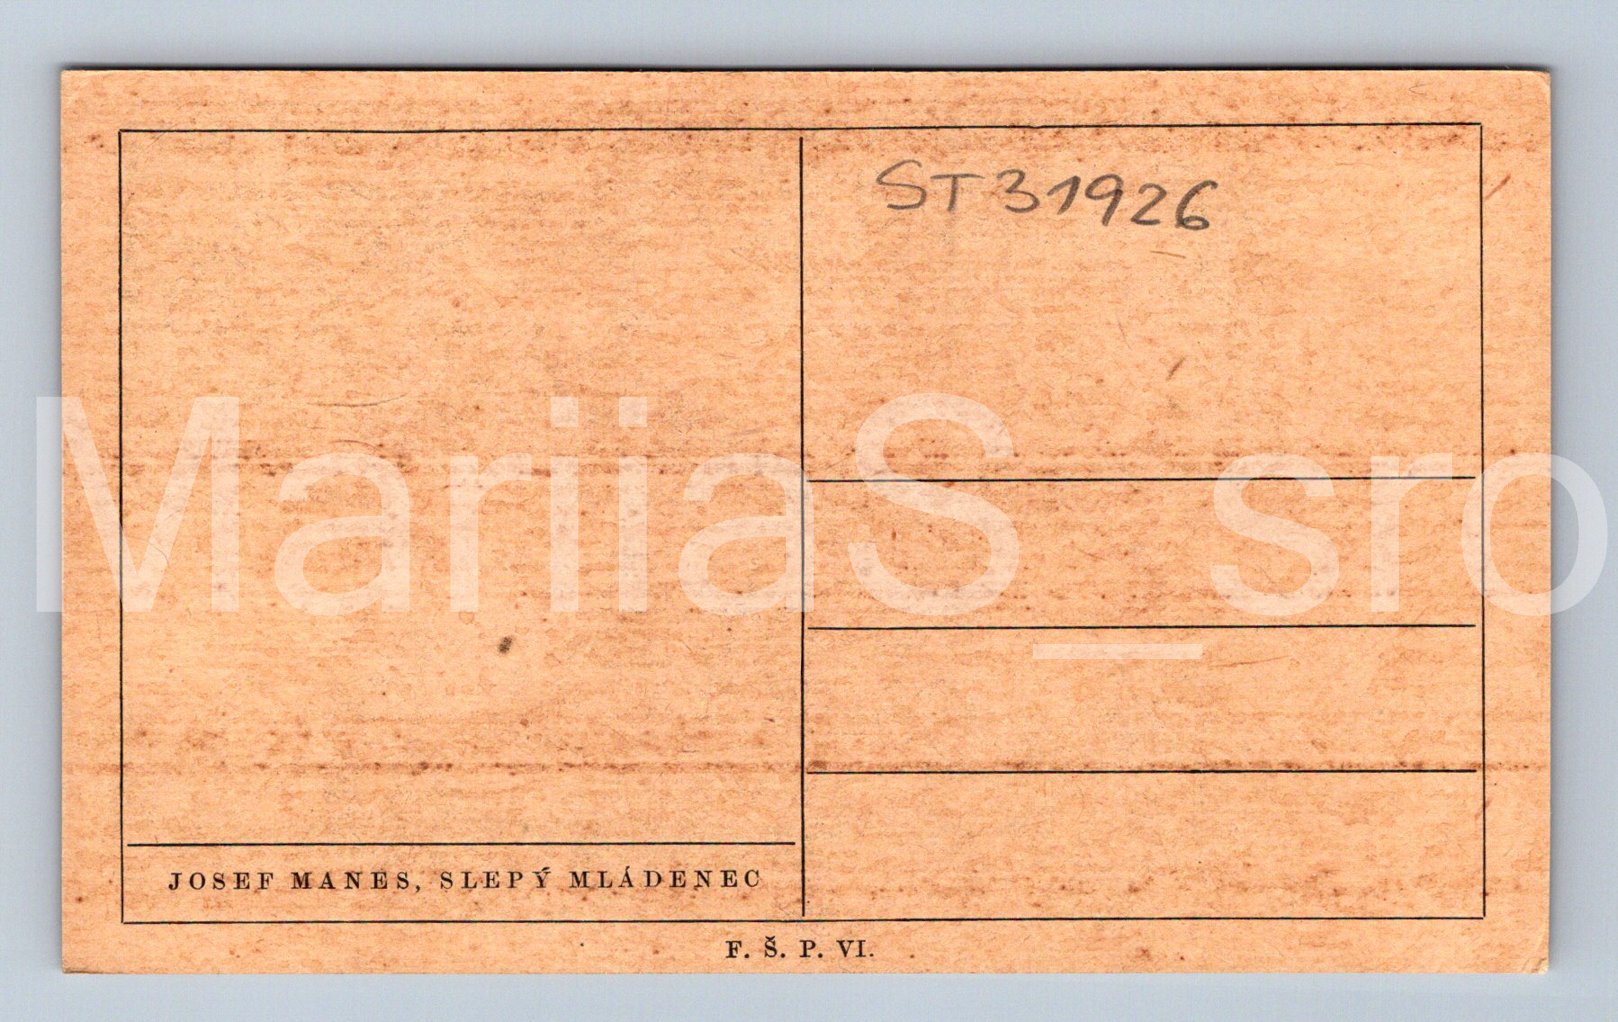 ST31926
MariiaS_sro
JOSEF MANES, SLEPÝ MLÁDENEC
F. Š. P. VI.